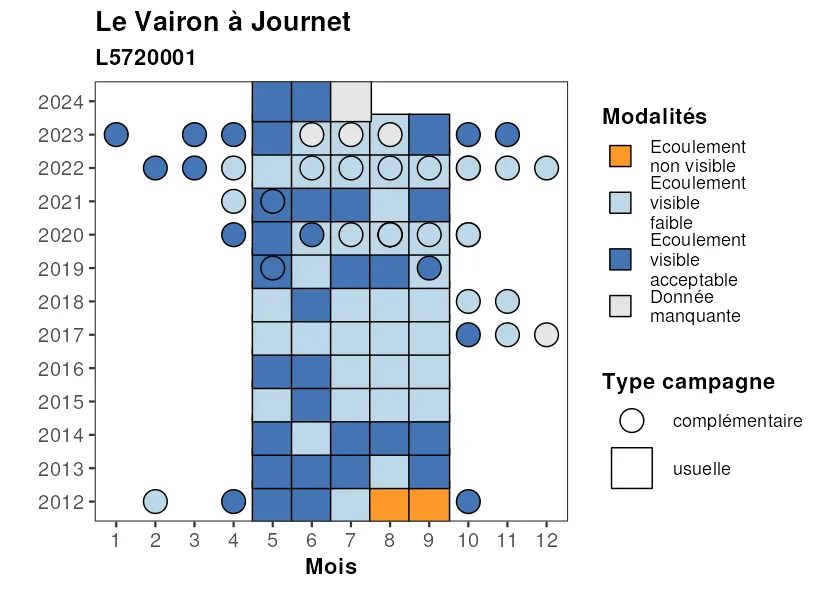 Le Vairon à Journet
L5720001
2024
2023
2022
2021
2020
2019
2018
2017
2016
2015
2014
2013
2012
1 2 3 4 5 6 7 8 9 10 11 12
Mois
Modalités
Ecoulement
non visible
Ecoulement
visible
faible
Ecoulement
visible
acceptable
Donnée
manquante
Type campagne
complémentaire
usuelle